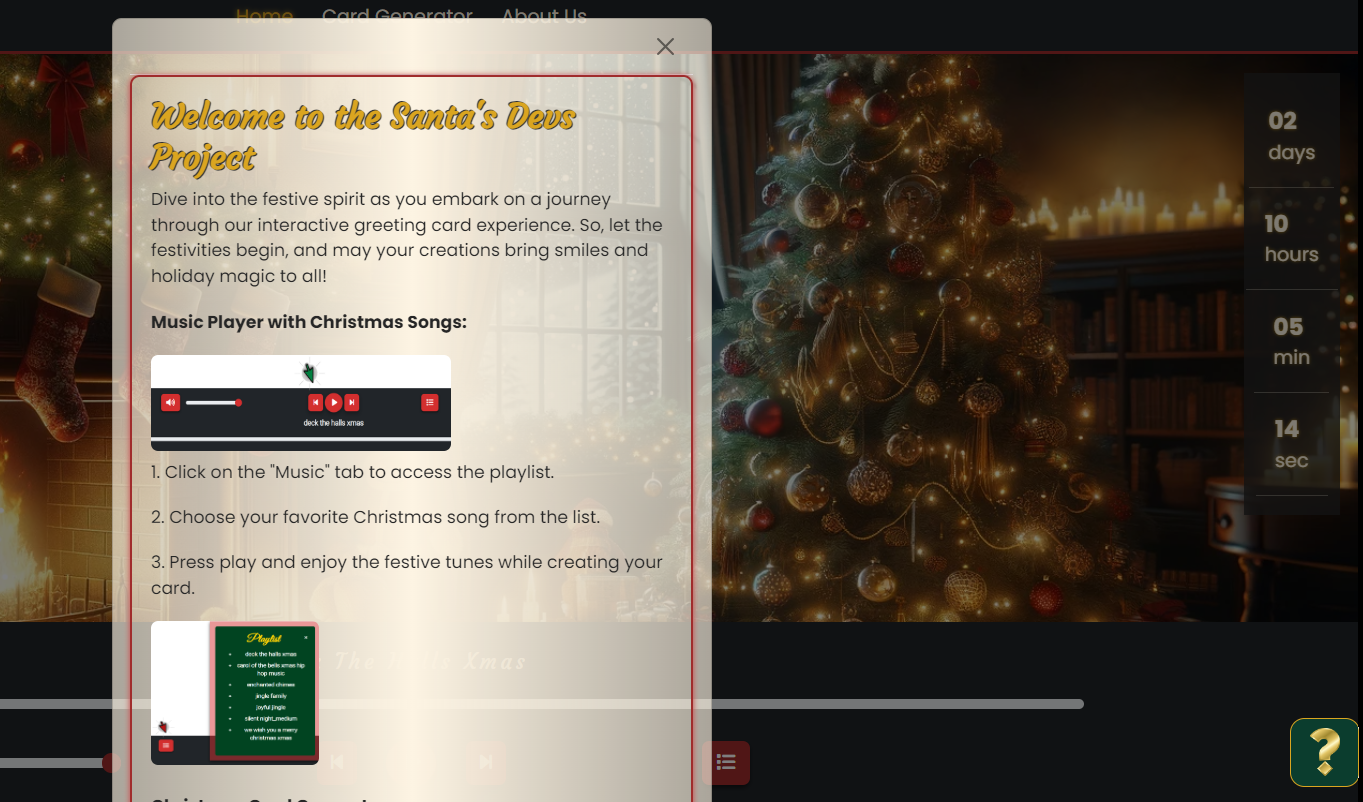 Home Card Generator About Us
Welcome to the Santa's Devs
Project
Dive into the festive spirit as you embark on a journey
through our interactive greeting card experience. So, let the
festivities begin, and may your creations bring smiles and
holiday magic to all!
Music Player with Christmas Songs:
deck the halls xmas
1. Click on the "Music" tab to access the playlist.
2. Choose your favorite Christmas song from the list.
3. Press play and enjoy the festive tunes while creating your
card.
Playlist
deck the halls xmas
carol of the bells xmas hip
hop music
enchanted chimes
jingle family
joyful jingle
silent night_medium
we wish you a merry
christmas xmas
The Halls Xmas
02
days
10
hours
05
min
14
sec
?